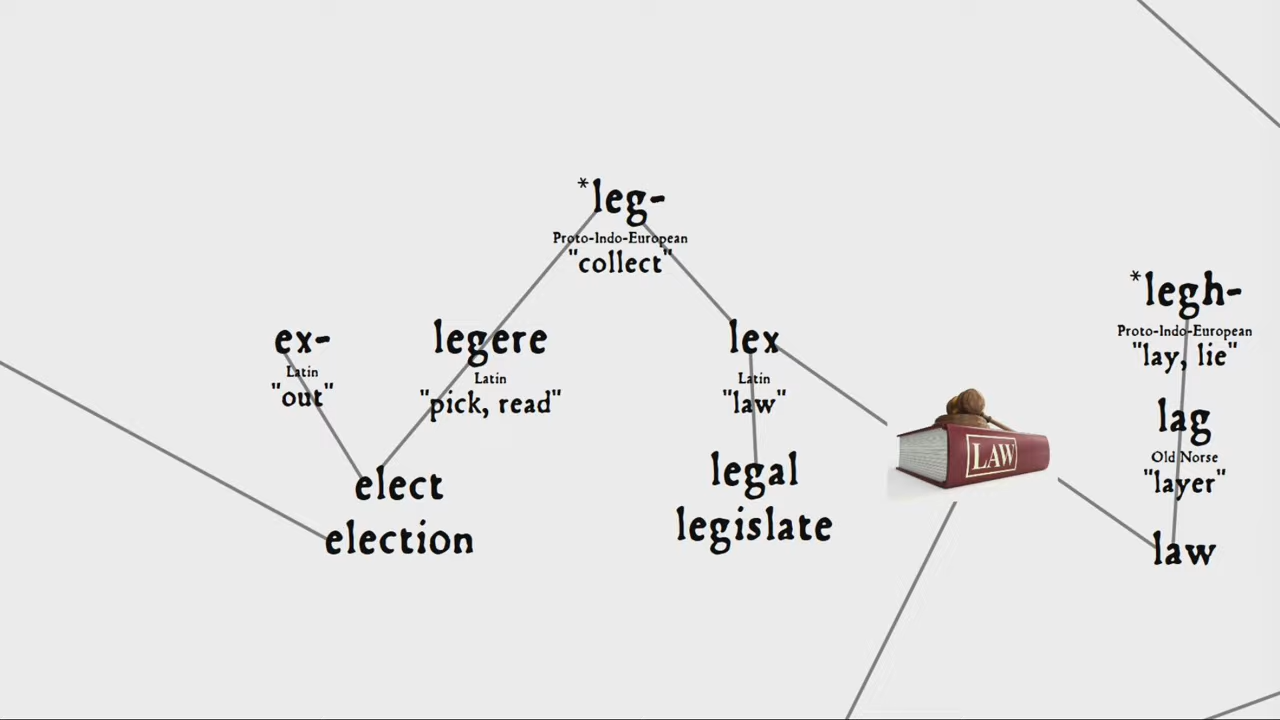 *leg-
Proto-Indo-European
"collect"
ex-
Latin
"out"
legere
Latin
"pick, read"
lex
Latin
"law"
elect
election
legal
legislate
LAW
*legh-
Proto-Indo-European
"lay, lie"
lag
Old Norse
"layer"
law